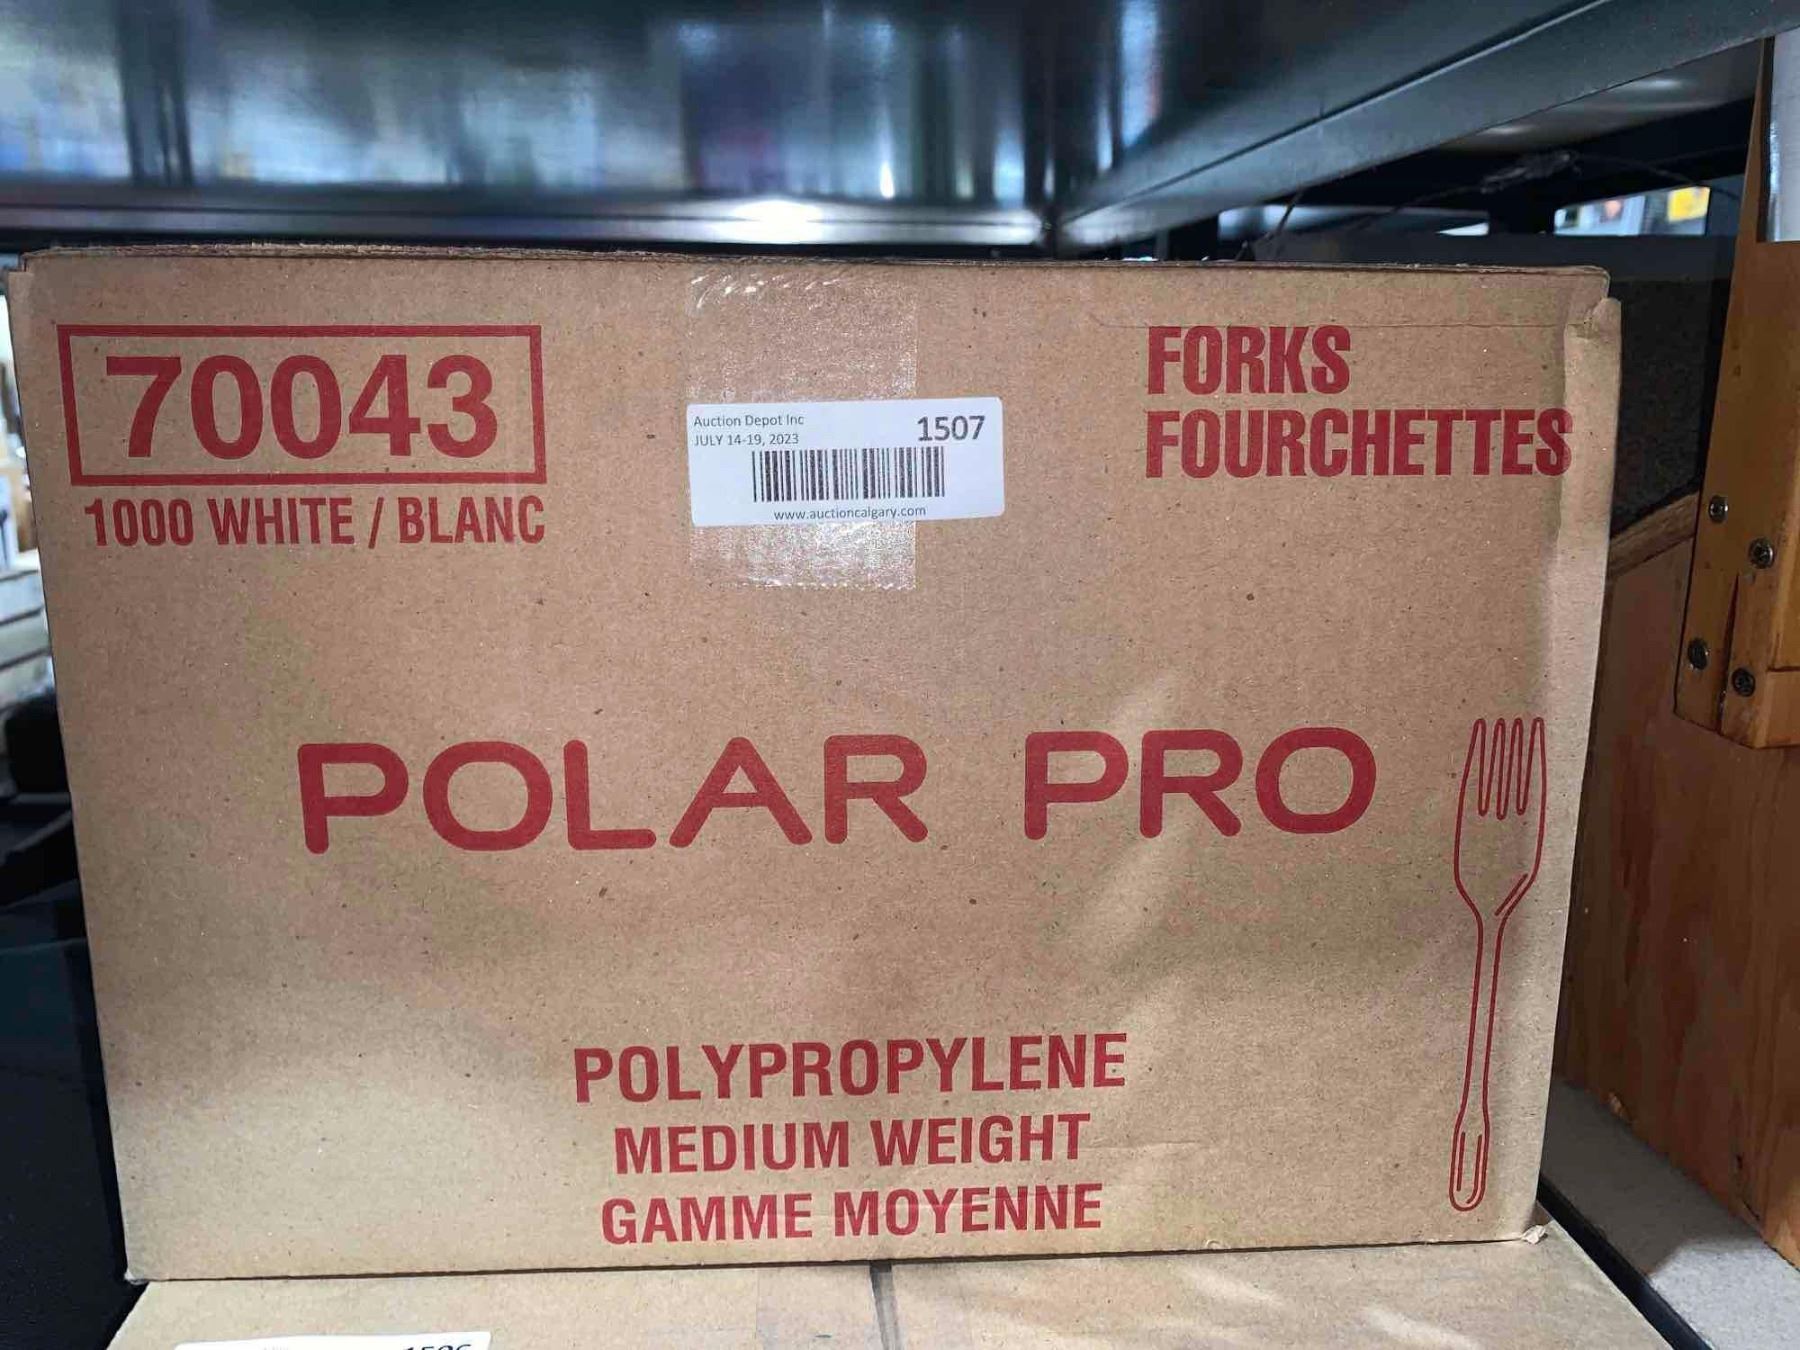 70043
1000 WHITE / BLANC
Auction Depot Inc
JULY 14-19, 2023
1507
www.auctioncalgary.com
FORKS
FOURCHETTES
POLAR PRO
POLYPROPYLENE
MEDIUM WEIGHT
GAMME MOYENNE